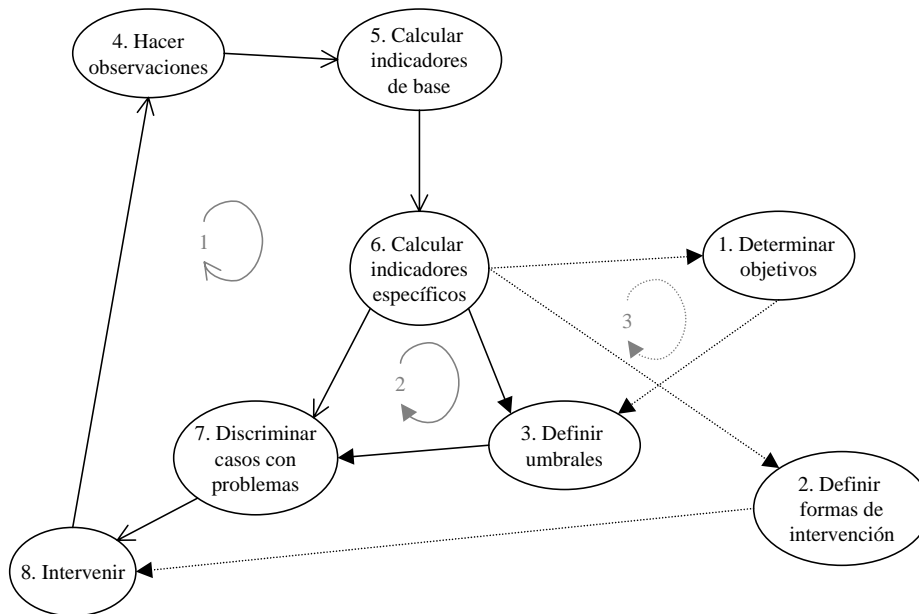 4. Hacer
observaciones
5. Calcular
indicadores
de base
1
6. Calcular
indicadores
específicos
1. Determinar
objetivos
3
2
7. Discriminar
casos con
problemas
3. Definir
umbrales
2. Definir
formas de
intervención
8. Intervenir